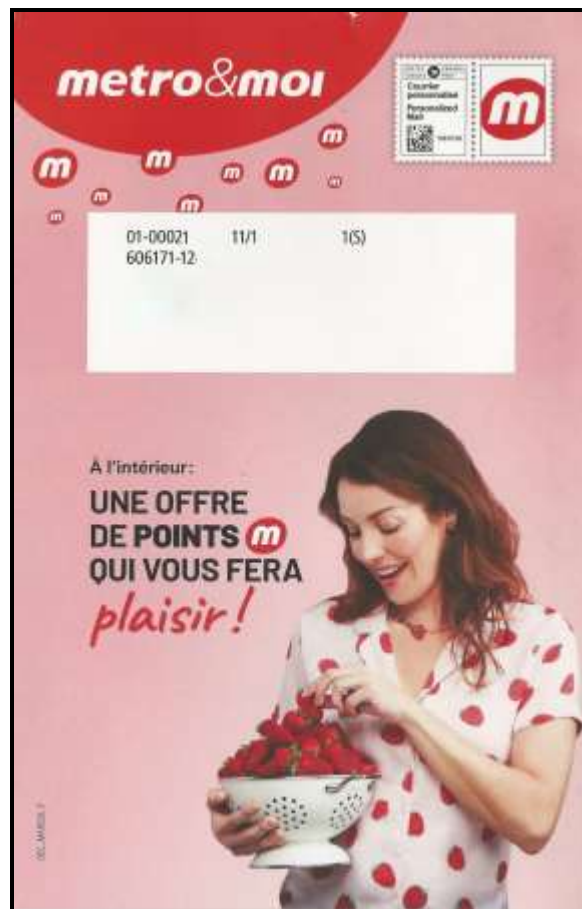 metro&moi
Courrier
personnalisé
Personalized
Mail
m
m
m
m
m
m
m
m
m
m
01-00021 11/1 1(S)
606171-12
À l'intérieur:
UNE OFFRE
DE POINTS m
QUI VOUS FERA
plaisir!